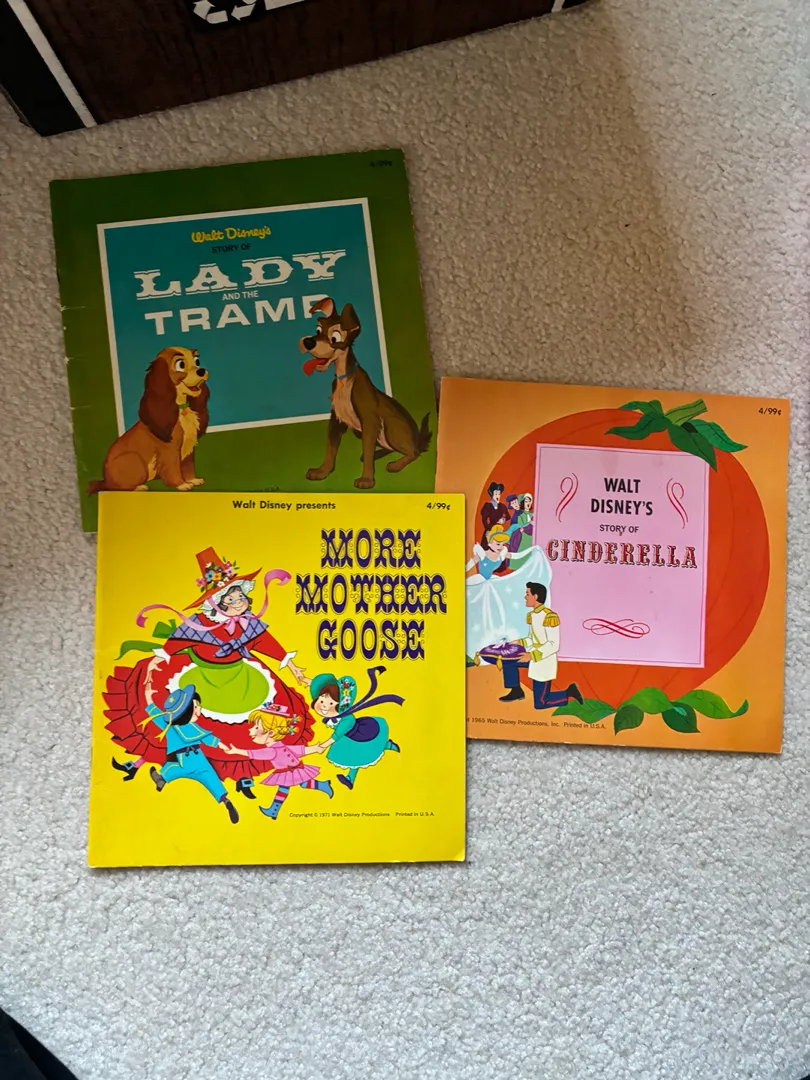 4/99¢
Walt Disney's
STORY OF
LADY
AND THE
TRAMP
4/99¢
WALT
DISNEY'S
STORY OF
CINDERELLA
1965 Walt Disney Productions, Inc. Printed in U.S.A.
Walt Disney presents 4/99¢
MORE
MOTHER
GOOSE
Copyright © 1971 Walt Disney Productions Printed in U.S.A.